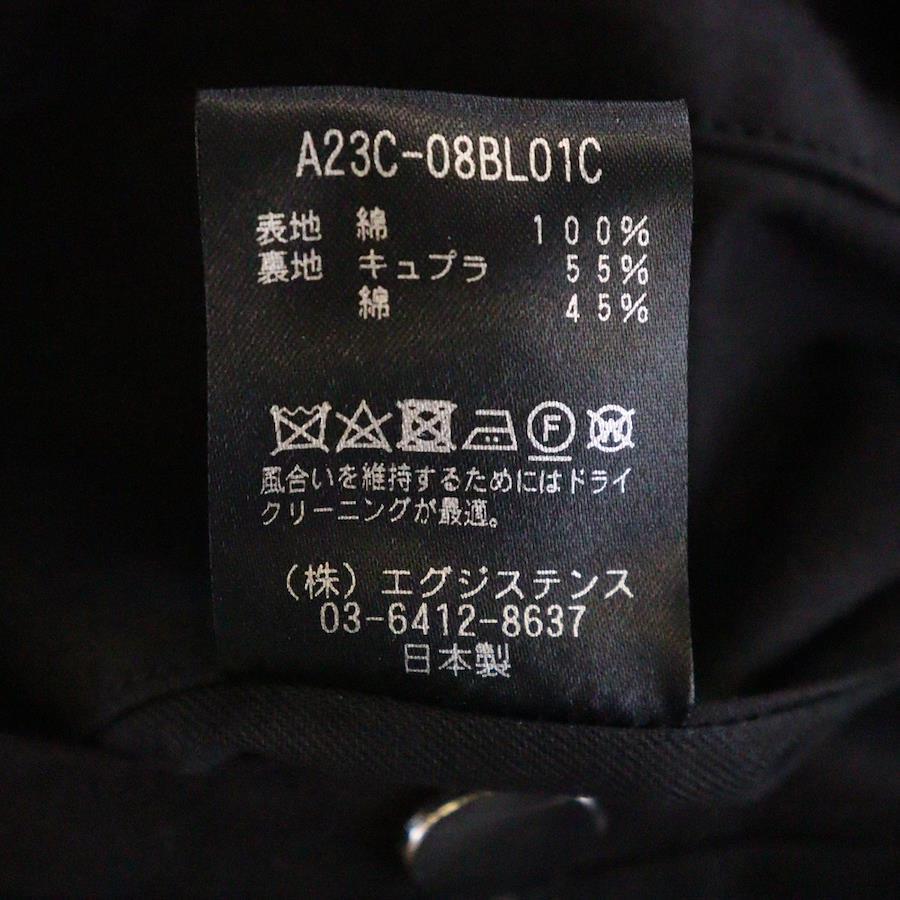 A23C-08BL01C
表地 綿 100%
裏地 キュプラ 55%
綿 45%
F W
風合いを維持するためにはドライ
クリーニングが最適。
(株)エグジステンス
03-6412-8637
日本製